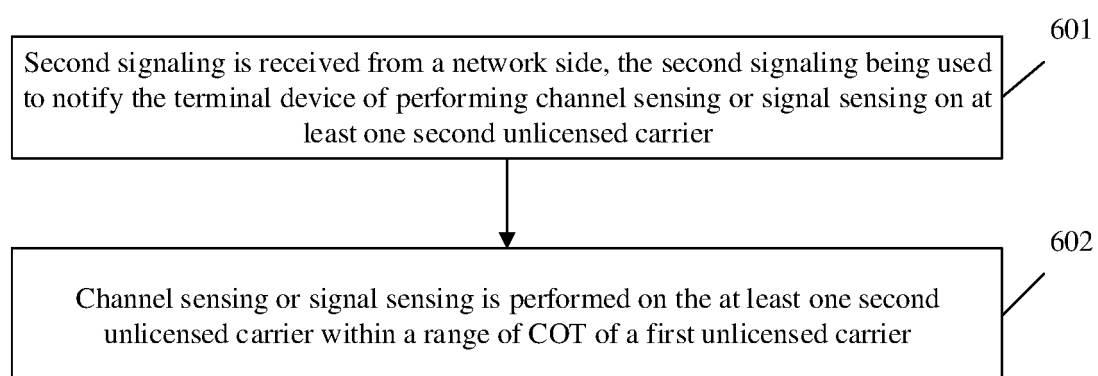 601
Second signaling is received from a network side, the second signaling being used
to notify the terminal device of performing channel sensing or signal sensing on at
least one second unlicensed carrier
602
Channel sensing or signal sensing is performed on the at least one second
unlicensed carrier within a range of COT of a first unlicensed carrier